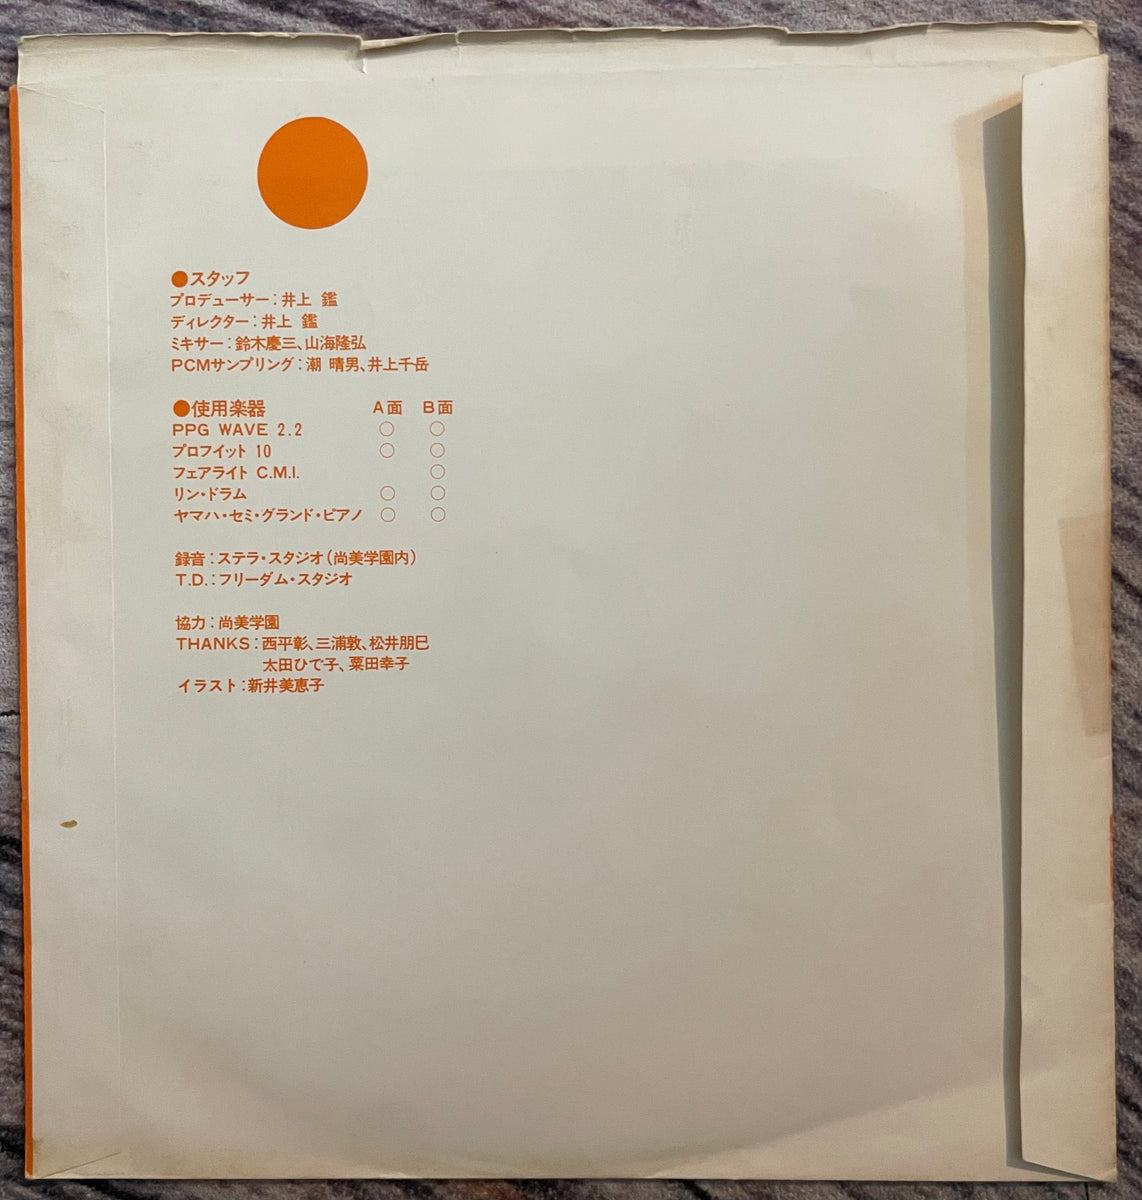 ●スタッフ
プロデューサー：井上 鑑
ディレクター：井上 鑑
ミキサー：鈴木慶三、山海隆弘
PCMサンプリング：潮 晴男、井上千岳
●使用楽器 A面 B面
PPG WAVE 2.2 ○ ○
プロフイット 10 ○ ○
フェアライト C.M.I. ○
リン・ドラム ○ ○
ヤマハ・セミ・グランド・ピアノ ○ ○
録音：ステラ・スタジオ（尚美学園内）
T.D.：フリーダム・スタジオ
協力：尚美学園
THANKS：西平彰、三浦敦、松井朋巳
太田ひで子、粟田幸子
イラスト：新井美恵子